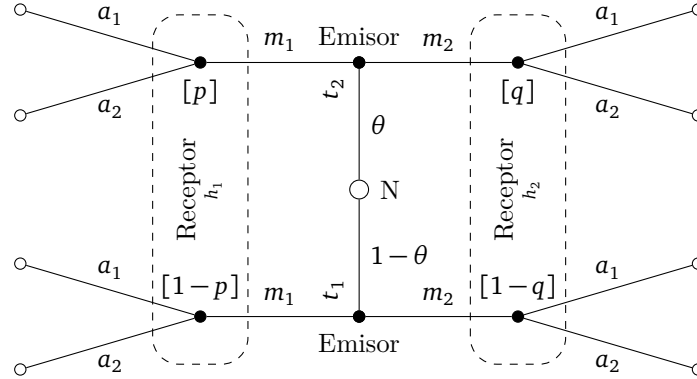 a₁ m₁ Emisor m₂ a₁
a₂ [p] t₂ [q] a₂
θ
Receptor h₁ N Receptor h₂
1 − θ
a₁ [1 − p] m₁ t₁ m₂ [1 − q] a₁
a₂ Emisor a₂